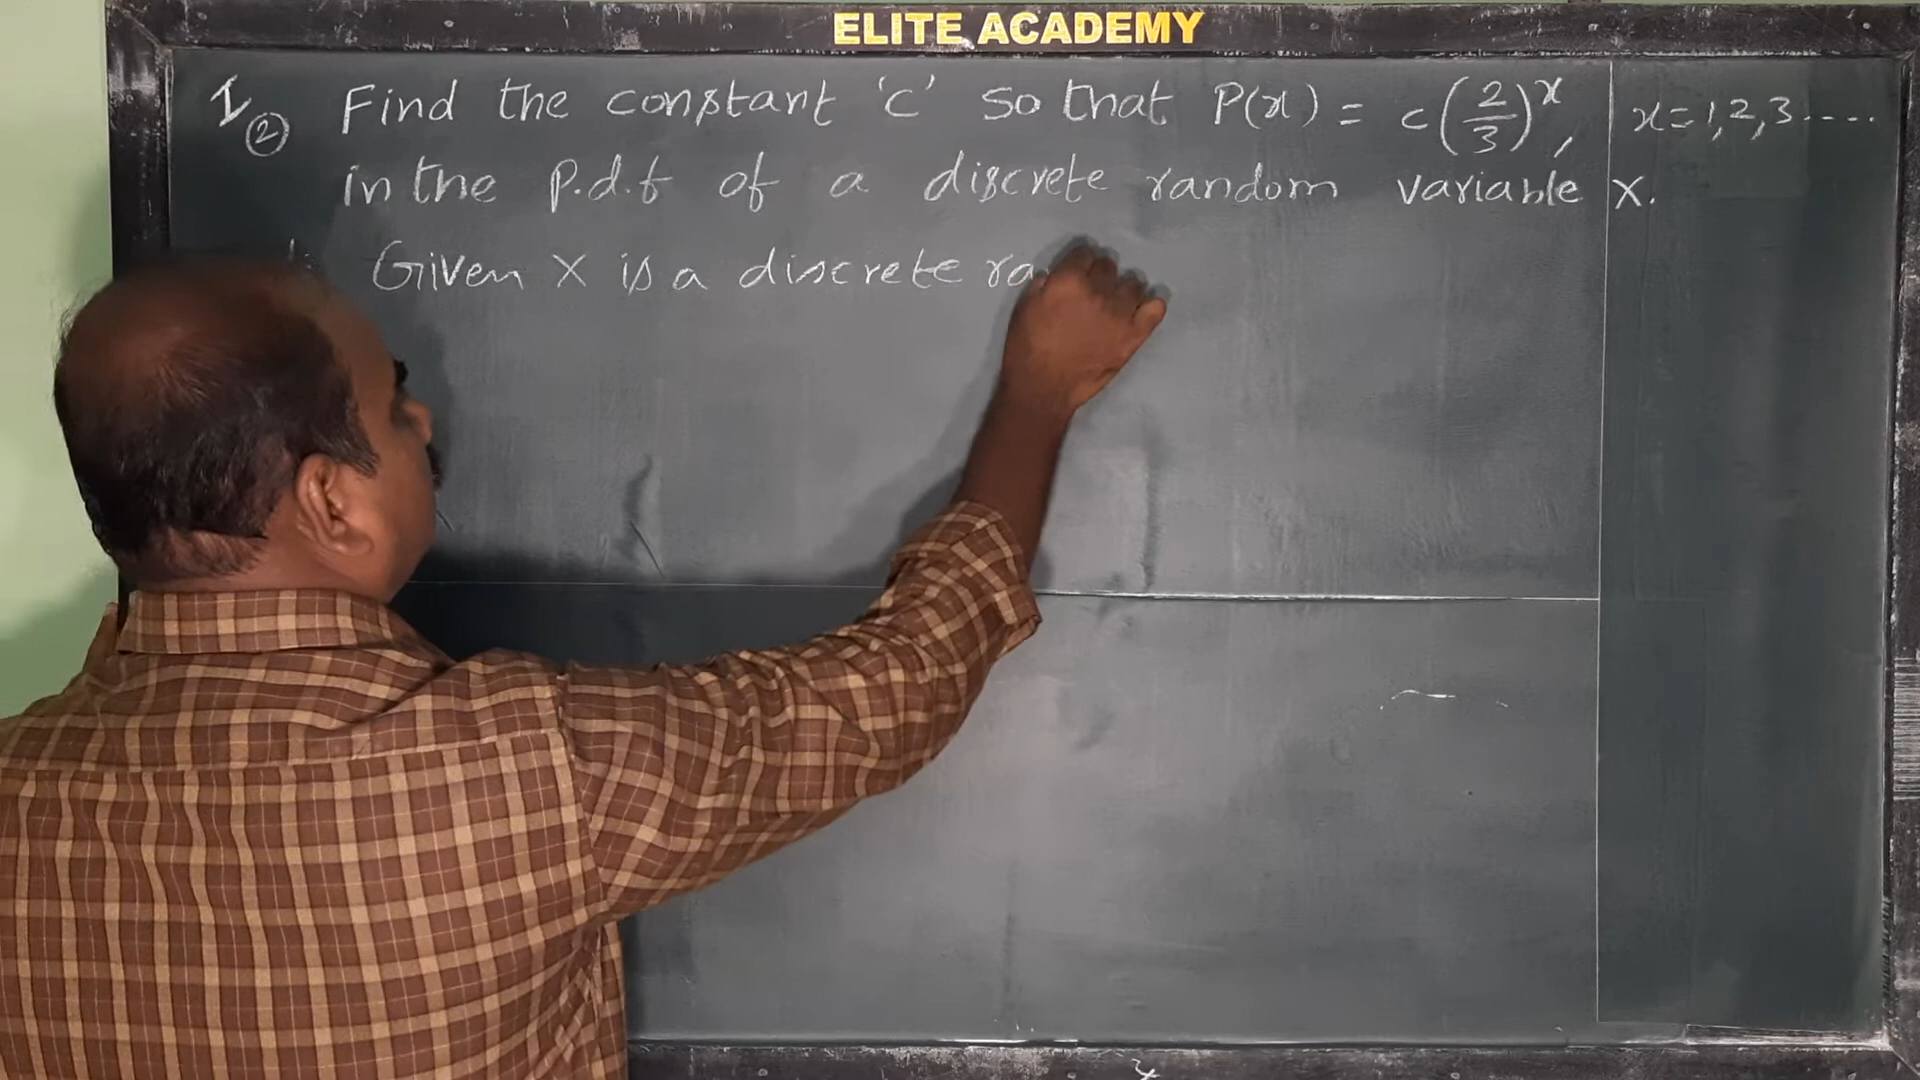 ELITE ACADEMY
I ② Find the constant 'c' so that P(x) = c(2/3)^x, x=1,2,3....
in the p.d.f of a discrete random variable X.
Given X is a discrete ra